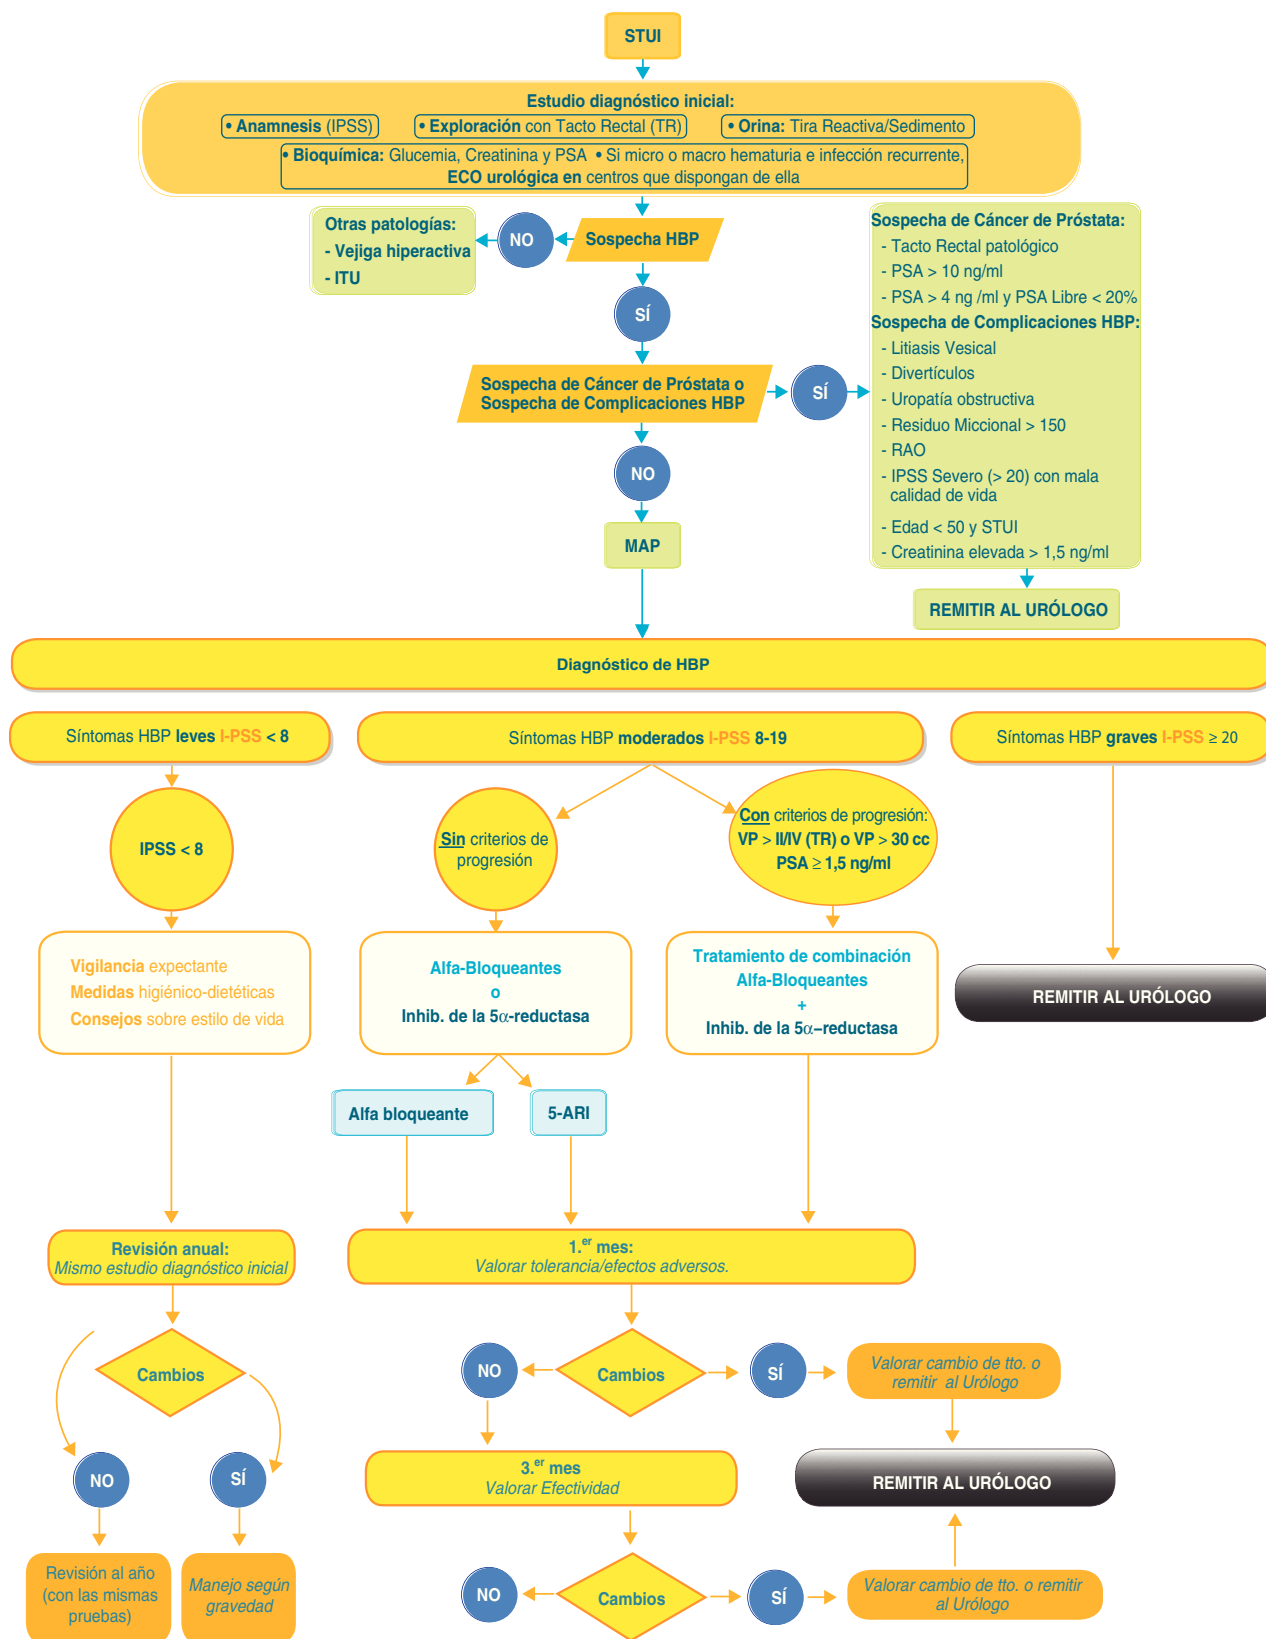 STUI
Estudio diagnóstico inicial:
• Anamnesis (IPSS)
• Exploración con Tacto Rectal (TR)
• Orina: Tira Reactiva/Sedimento
• Bioquímica: Glucemia, Creatinina y PSA • Si micro o macro hematuria e infección recurrente,
ECO urológica en centros que dispongan de ella
Otras patologías:
- Vejiga hiperactiva
- ITU
NO
Sospecha HBP
SÍ
Sospecha de Cáncer de Próstata o
Sospecha de Complicaciones HBP
SÍ
Sospecha de Cáncer de Próstata:
- Tacto Rectal patológico
- PSA > 10 ng/ml
- PSA > 4 ng /ml y PSA Libre < 20%
Sospecha de Complicaciones HBP:
- Litiasis Vesical
- Divertículos
- Uropatía obstructiva
- Residuo Miccional > 150
- RAO
- IPSS Severo (> 20) con mala
calidad de vida
- Edad < 50 y STUI
- Creatinina elevada > 1,5 ng/ml
REMITIR AL URÓLOGO
NO
MAP
Diagnóstico de HBP
Síntomas HBP leves I-PSS < 8
Síntomas HBP moderados I-PSS 8-19
Síntomas HBP graves I-PSS ≥ 20
IPSS < 8
Sin criterios de
progresión
Con criterios de progresión:
VP > II/IV (TR) o VP > 30 cc
PSA ≥ 1,5 ng/ml
Vigilancia expectante
Medidas higiénico-dietéticas
Consejos sobre estilo de vida
Alfa-Bloqueantes
o
Inhib. de la 5α-reductasa
Tratamiento de combinación
Alfa-Bloqueantes
+
Inhib. de la 5α–reductasa
REMITIR AL URÓLOGO
Alfa bloqueante
5-ARI
Revisión anual:
Mismo estudio diagnóstico inicial
1.er mes:
Valorar tolerancia/efectos adversos.
Cambios
NO
SÍ
Revisión al año
(con las mismas
pruebas)
Manejo según
gravedad
NO
Cambios
SÍ
Valorar cambio de tto. o
remitir al Urólogo
3.er mes
Valorar Efectividad
REMITIR AL URÓLOGO
NO
Cambios
SÍ
Valorar cambio de tto. o remitir
al Urólogo